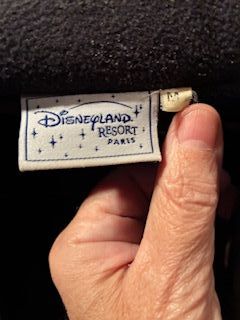 Disneyland
RESORT
PARIS
M